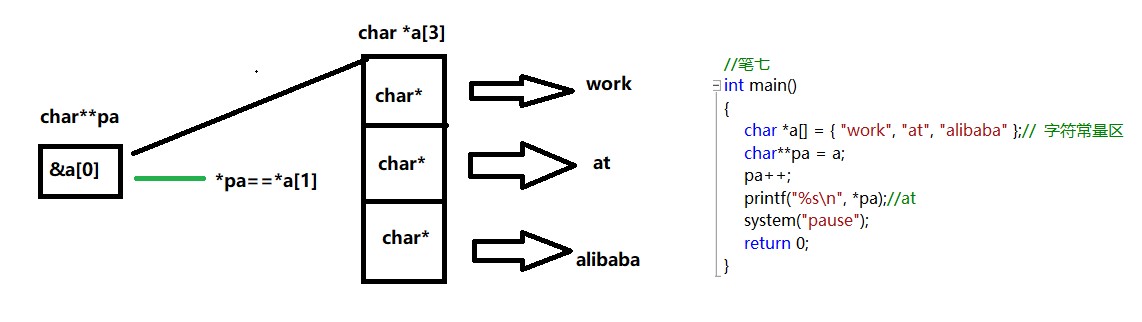 char *a[3]
char**pa
&a[0]
*pa==*a[1]
char*
work
char*
at
char*
alibaba
//笔七
int main()
{
char *a[] = { "work", "at", "alibaba" };// 字符常量区
char**pa = a;
pa++;
printf("%s\n", *pa);//at
system("pause");
return 0;
}